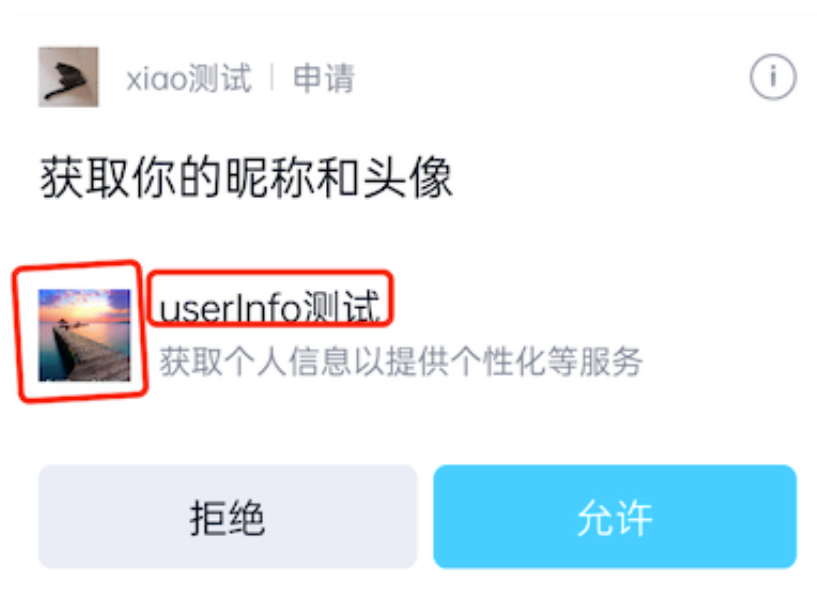 xiao测试 | 申请
获取你的昵称和头像
userInfo测试
获取个人信息以提供个性化等服务
拒绝
允许